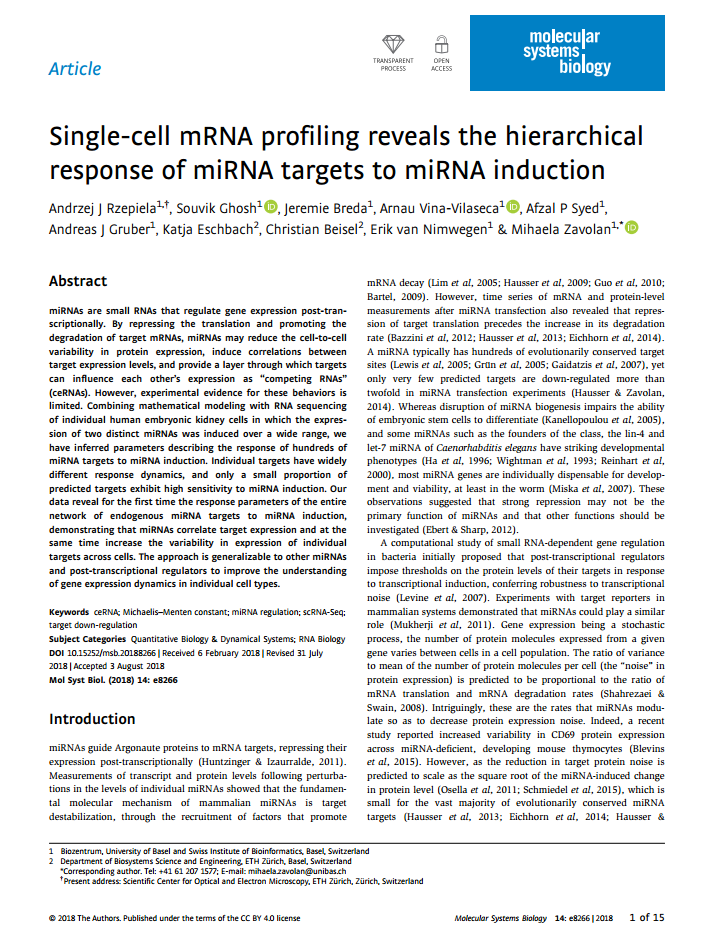 Article
TRANSPARENT
PROCESS
OPEN
ACCESS
molecular
systems
biology
Single-cell mRNA profiling reveals the hierarchical
response of miRNA targets to miRNA induction
Andrzej J Rzepiela1,†, Souvik Ghosh1 iD, Jeremie Breda1, Arnau Vina-Vilaseca1 iD, Afzal P Syed1,
Andreas J Gruber1, Katja Eschbach2, Christian Beisel2, Erik van Nimwegen1 & Mihaela Zavolan1,* iD
Abstract
miRNAs are small RNAs that regulate gene expression post-tran-
scriptionally. By repressing the translation and promoting the
degradation of target mRNAs, miRNAs may reduce the cell-to-cell
variability in protein expression, induce correlations between
target expression levels, and provide a layer through which targets
can influence each other's expression as “competing RNAs”
(ceRNAs). However, experimental evidence for these behaviors is
limited. Combining mathematical modeling with RNA sequencing
of individual human embryonic kidney cells in which the expres-
sion of two distinct miRNAs was induced over a wide range, we
have inferred parameters describing the response of hundreds of
miRNA targets to miRNA induction. Individual targets have widely
different response dynamics, and only a small proportion of
predicted targets exhibit high sensitivity to miRNA induction. Our
data reveal for the first time the response parameters of the entire
network of endogenous miRNA targets to miRNA induction,
demonstrating that miRNAs correlate target expression and at the
same time increase the variability in expression of individual
targets across cells. The approach is generalizable to other miRNAs
and post-transcriptional regulators to improve the understanding
of gene expression dynamics in individual cell types.
Keywords ceRNA; Michaelis–Menten constant; miRNA regulation; scRNA-Seq;
target down-regulation
Subject Categories Quantitative Biology & Dynamical Systems; RNA Biology
DOI 10.15252/msb.20188266 | Received 6 February 2018 | Revised 31 July
2018 | Accepted 3 August 2018
Mol Syst Biol. (2018) 14: e8266
Introduction
miRNAs guide Argonaute proteins to mRNA targets, repressing their
expression post-transcriptionally (Huntzinger & Izaurralde, 2011).
Measurements of transcript and protein levels following perturba-
tions in the levels of individual miRNAs showed that the fundamen-
tal molecular mechanism of mammalian miRNAs is target
destabilization, through the recruitment of factors that promote
mRNA decay (Lim et al, 2005; Hausser et al, 2009; Guo et al, 2010;
Bartel, 2009). However, time series of mRNA and protein-level
measurements after miRNA transfection also revealed that repres-
sion of target translation precedes the increase in its degradation
rate (Bazzini et al, 2012; Hausser et al, 2013; Eichhorn et al, 2014).
A miRNA typically has hundreds of evolutionarily conserved target
sites (Lewis et al, 2005; Grün et al, 2005; Gaidatzis et al, 2007), yet
only very few predicted targets are down-regulated more than
twofold in miRNA transfection experiments (Hausser & Zavolan,
2014). Whereas disruption of miRNA biogenesis impairs the ability
of embryonic stem cells to differentiate (Kanellopoulou et al, 2005),
and some miRNAs such as the founders of the class, the lin-4 and
let-7 miRNA of Caenorhabditis elegans have striking developmental
phenotypes (Ha et al, 1996; Wightman et al, 1993; Reinhart et al,
2000), most miRNA genes are individually dispensable for develop-
ment and viability, at least in the worm (Miska et al, 2007). These
observations suggested that strong repression may not be the
primary function of miRNAs and that other functions should be
investigated (Ebert & Sharp, 2012).
A computational study of small RNA-dependent gene regulation
in bacteria initially proposed that post-transcriptional regulators
impose thresholds on the protein levels of their targets in response
to transcriptional induction, conferring robustness to transcriptional
noise (Levine et al, 2007). Experiments with target reporters in
mammalian systems demonstrated that miRNAs could play a similar
role (Mukherji et al, 2011). Gene expression being a stochastic
process, the number of protein molecules expressed from a given
gene varies between cells in a cell population. The ratio of variance
to mean of the number of protein molecules per cell (the “noise” in
protein expression) is predicted to be proportional to the ratio of
mRNA translation and mRNA degradation rates (Shahrezaei &
Swain, 2008). Intriguingly, these are the rates that miRNAs modu-
late so as to decrease protein expression noise. Indeed, a recent
study reported increased variability in CD69 protein expression
across miRNA-deficient, developing mouse thymocytes (Blevins
et al, 2015). However, as the reduction in target protein noise is
predicted to scale as the square root of the miRNA-induced change
in protein level (Osella et al, 2011; Schmiedel et al, 2015), which is
small for the vast majority of evolutionarily conserved miRNA
targets (Hausser et al, 2013; Eichhorn et al, 2014; Hausser &
1 Biozentrum, University of Basel and Swiss Institute of Bioinformatics, Basel, Switzerland
2 Department of Biosystems Science and Engineering, ETH Zürich, Basel, Switzerland
*Corresponding author. Tel: +41 61 207 1577; E-mail: mihaela.zavolan@unibas.ch
†Present address: Scientific Center for Optical and Electron Microscopy, ETH Zürich, Zürich, Switzerland
© 2018 The Authors. Published under the terms of the CC BY 4.0 license
Molecular Systems Biology 14: e8266 | 2018 1 of 15